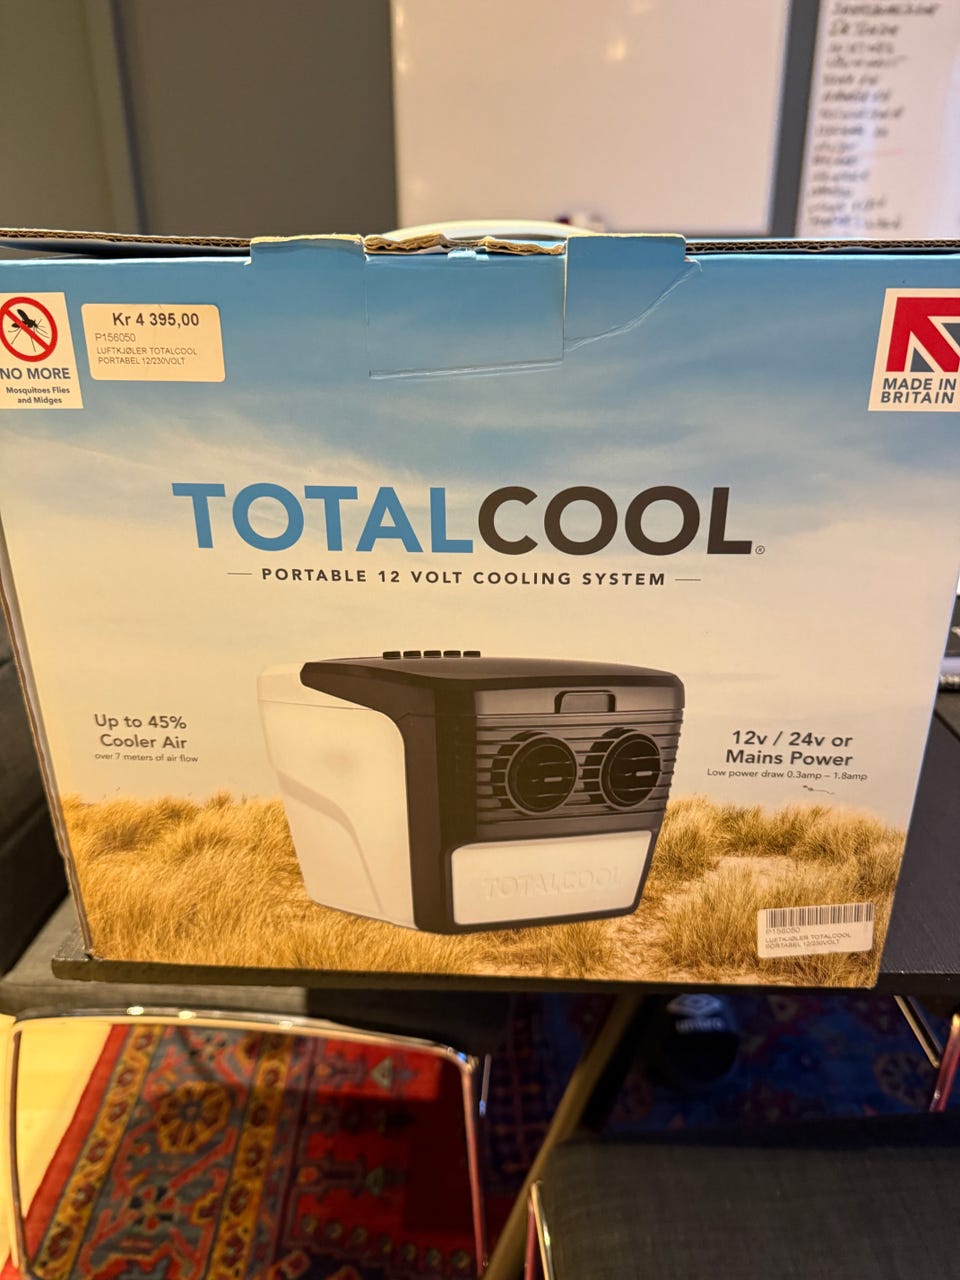 Kr 4 395,00
P156050
LUFTKJØLER TOTALCOOL
PORTABEL 12/230VOLT
NO MORE
Mosquitoes Flies
and Midges
MADE IN
BRITAIN
TOTALCOOL®
PORTABLE 12 VOLT COOLING SYSTEM
Up to 45%
Cooler Air
over 7 meters of air flow
12v / 24v or
Mains Power
Low power draw 0.3amp – 1.8amp
TOTALCOOL
P156050
LUFTKJØLER TOTALCOOL
PORTABEL 12/230VOLT
umbro